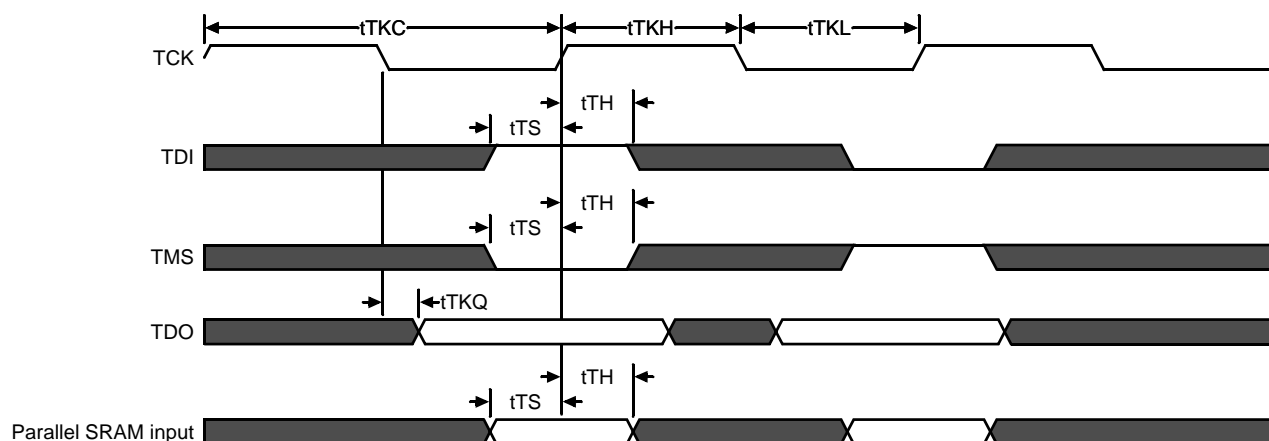 tTKC
tTKH
tTKL
TCK
tTH
tTS
TDI
tTH
tTS
TMS
tTKQ
TDO
tTH
tTS
Parallel SRAM input